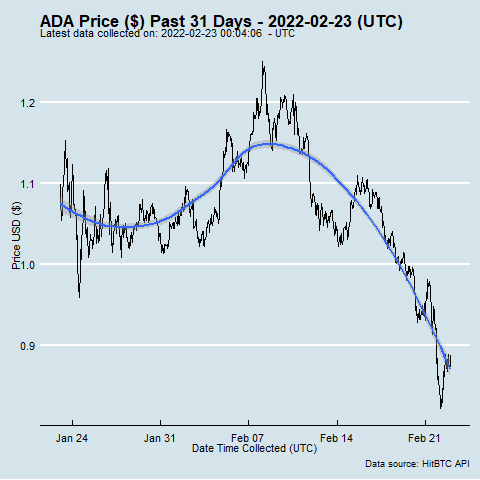 ADA Price ($) Past 31 Days - 2022-02-23 (UTC)
Latest data collected on: 2022-02-23 00:04:06 - UTC
1.2
1.1
1.0
0.9
Price USD ($)
Jan 24 Jan 31 Feb 07 Feb 14 Feb 21
Date Time Collected (UTC)
Data source: HitBTC API